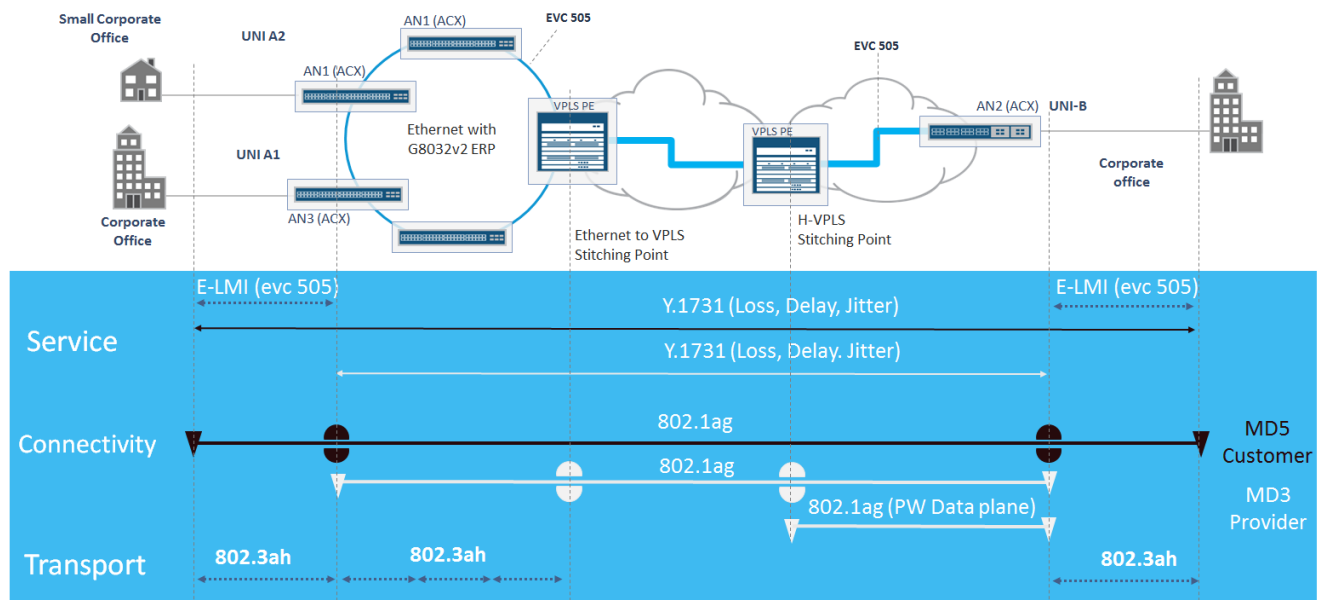 Small Corporate
Office
UNI A2
AN1 (ACX)
EVC 505
AN1 (ACX)
EVC 505
Ethernet with
G8032v2 ERP
VPLS PE
VPLS PE
AN2 (ACX)
UNI-B
UNI A1
Corporate
office
AN3 (ACX)
Corporate
Office
Ethernet to VPLS
Stitching Point
H-VPLS
Stitching Point
E-LMI (evc 505)
E-LMI (evc 505)
Y.1731 (Loss, Delay, Jitter)
Service
Y.1731 (Loss, Delay. Jitter)
Connectivity
802.1ag
MD5
Customer
802.1ag
MD3
Provider
802.1ag (PW Data plane)
Transport
802.3ah
802.3ah
802.3ah